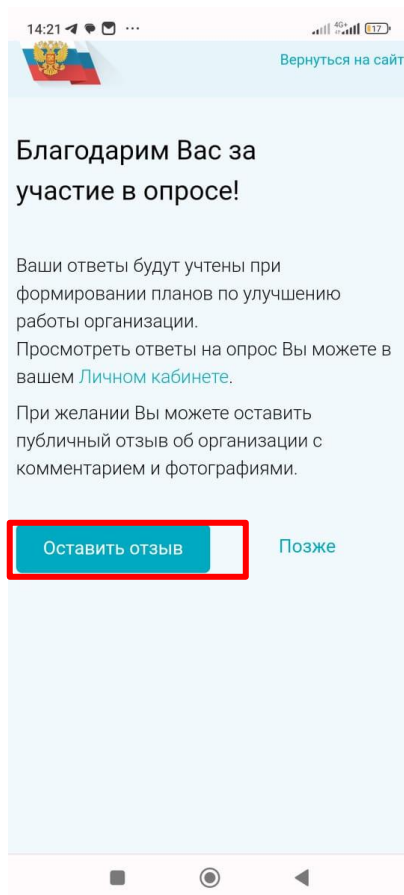 14:21 ...
4G+ 17
Вернуться на сайт
Благодарим Вас за
участие в опросе!
Ваши ответы будут учтены при
формировании планов по улучшению
работы организации.
Просмотреть ответы на опрос Вы можете в
вашем Личном кабинете.
При желании Вы можете оставить
публичный отзыв об организации с
комментарием и фотографиями.
Оставить отзыв Позже